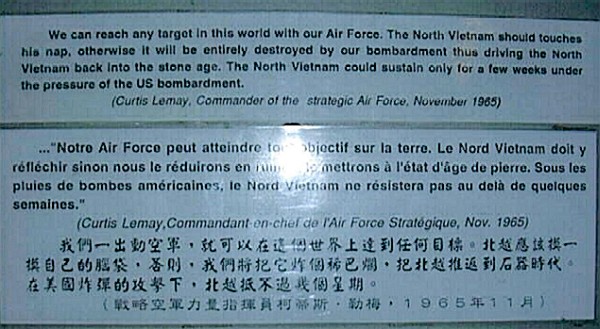 We can reach any target in this world with our Air Force. The North Vietnam should touches
his nap, otherwise it will be entirely destroyed by our bombardment thus driving the North
Vietnam back into the stone age. The North Vietnam could sustain only for a few weeks under
the pressure of the US bombardment.
(Curtis Lemay, Commander of the strategic Air Force, November 1965)
..."Notre Air Force peut atteindre objectif sur la terre. Le Nord Vietnam doit y
réfléchir sinon nous le réduirons en mettrons à l'état d'âge de pierre. Sous les
pluies de bombes américaines, le Nord Vietnam ne résistera pas au delà de quelques
semaines."
(Curtis Lemay,Commandant-en-chef de l'Air Force Stratégique, Nov. 1965)
我們一出動空軍，就可以在這個世界上達到任何目標。北越應該摸一
摸自己的腦袋，否則，我們將把它炸個稀巴爛，把北越推返到石器時代。
在美國炸彈的攻擊下，北越抵不過幾個星期。
(戰略空軍力量指揮員柯蒂斯·勒梅，1965年11月)